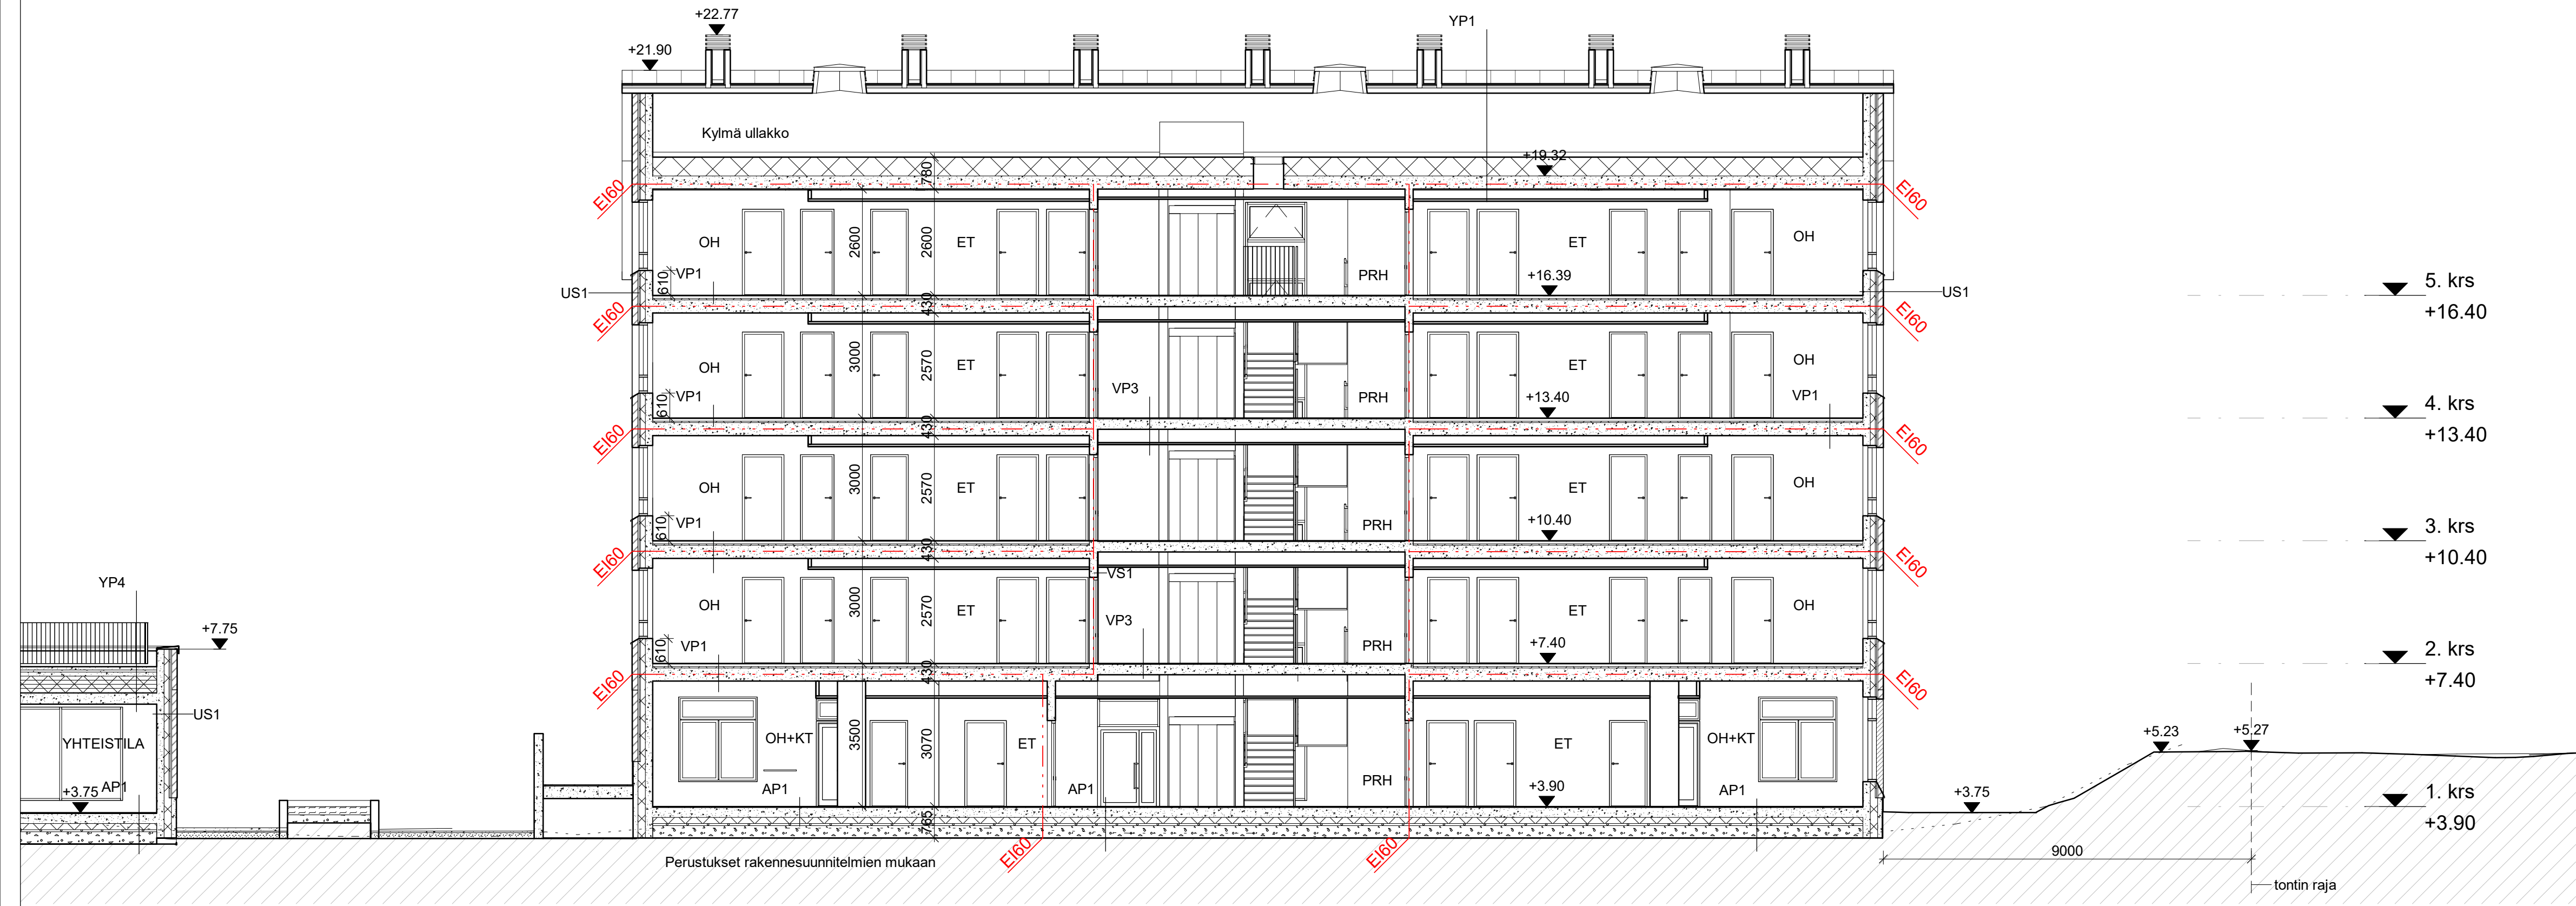 +22.77
YP1
+21.90
Kylmä ullakko
780
+19.32
EI60
EI60
OH
2600
2600
ET
ET
OH
VP1
610
PRH
+16.39
5. krs
US1
US1
+16.40
430
EI60
EI60
OH
3000
2570
ET
ET
OH
VP3
VP1
610
PRH
+13.40
VP1
4. krs
+13.40
430
EI60
EI60
OH
3000
2570
ET
ET
OH
VP1
610
PRH
+10.40
3. krs
+10.40
430
EI60
EI60
VS1
YP4
OH
3000
2570
ET
ET
OH
VP3
+7.75
VP1
610
PRH
+7.40
2. krs
+7.40
430
EI60
EI60
US1
YHTEISTILA
OH+KT
3500
3070
ET
ET
OH+KT
+5.23
+5.27
AP1
+3.75
AP1
AP1
PRH
+3.90
AP1
+3.75
1. krs
+3.90
785
EI60
EI60
Perustukset rakennesuunnitelmien mukaan
9000
tontin raja